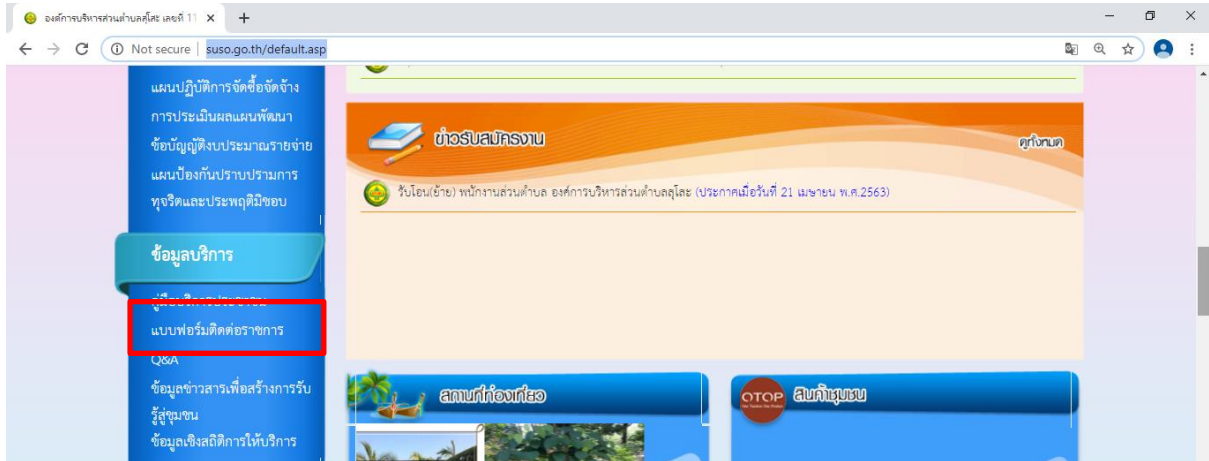 องค์การบริหารส่วนตำบลสุโสะ เลขที่ 11
Not secure | suso.go.th/default.asp
แผนปฏิบัติการจัดซื้อจัดจ้าง
การประเมินผลแผนพัฒนา
ข้อบัญญัติงบประมาณรายจ่าย
แผนป้องกันปราบปรามการ
ทุจริตและประพฤติมิชอบ
ข้อมูลบริการ
คู่มือบริการประชาชน
แบบฟอร์มติดต่อราชการ
Q&A
ข้อมูลข่าวสารเพื่อสร้างการรับ
รู้สู่ชุมชน
ข้อมูลเชิงสถิติการให้บริการ
ข่าวรับสมัครงาน
ดูทั้งหมด
รับโอน(ย้าย) พนักงานส่วนตำบล องค์การบริหารส่วนตำบลสุโสะ (ประกาศเมื่อวันที่ 21 เมษายน พ.ศ.2563)
สถานที่ท่องเที่ยว
OTOP สินค้าชุมชน